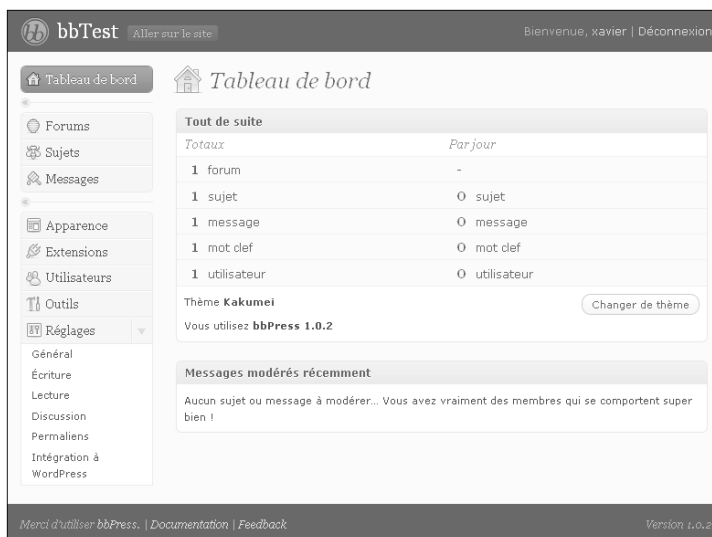 bbTest Aller sur le site
Bienvenue, xavier | Déconnexion
Tableau de bord
Forums
Sujets
Messages
Apparence
Extensions
Utilisateurs
Outils
Réglages
Général
Écriture
Lecture
Discussion
Permaliens
Intégration à
WordPress
Tableau de bord
Tout de suite
Totaux Par jour
1 forum -
1 sujet 0 sujet
1 message 0 message
1 mot clef 0 mot clef
1 utilisateur 0 utilisateur
Thème Kakumei
Changer de thème
Vous utilisez bbPress 1.0.2
Messages modérés récemment
Aucun sujet ou message à modérer... Vous avez vraiment des membres qui se comportent super
bien !
Merci d'utiliser bbPress. | Documentation | Feedback
Version 1.0.2